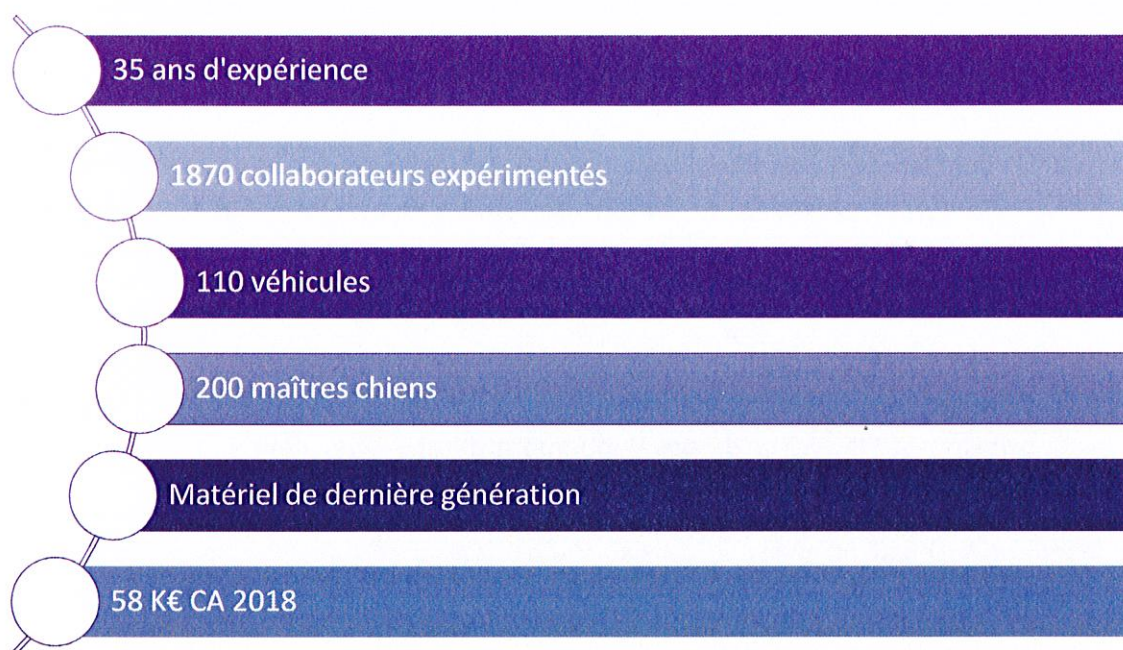 35 ans d'expérience
1870 collaborateurs expérimentés
110 véhicules
200 maîtres chiens
Matériel de dernière génération
58 K€ CA 2018